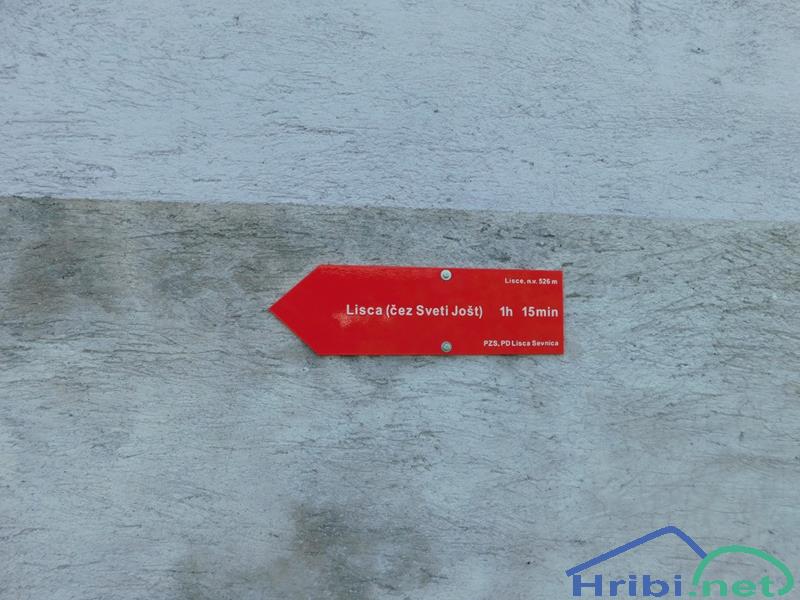 Lisce, n.v. 526 m
Lisca (čez Sveti Jošt) 1h 15min
PZS, PD Lisca Sevnica
Hribi.net